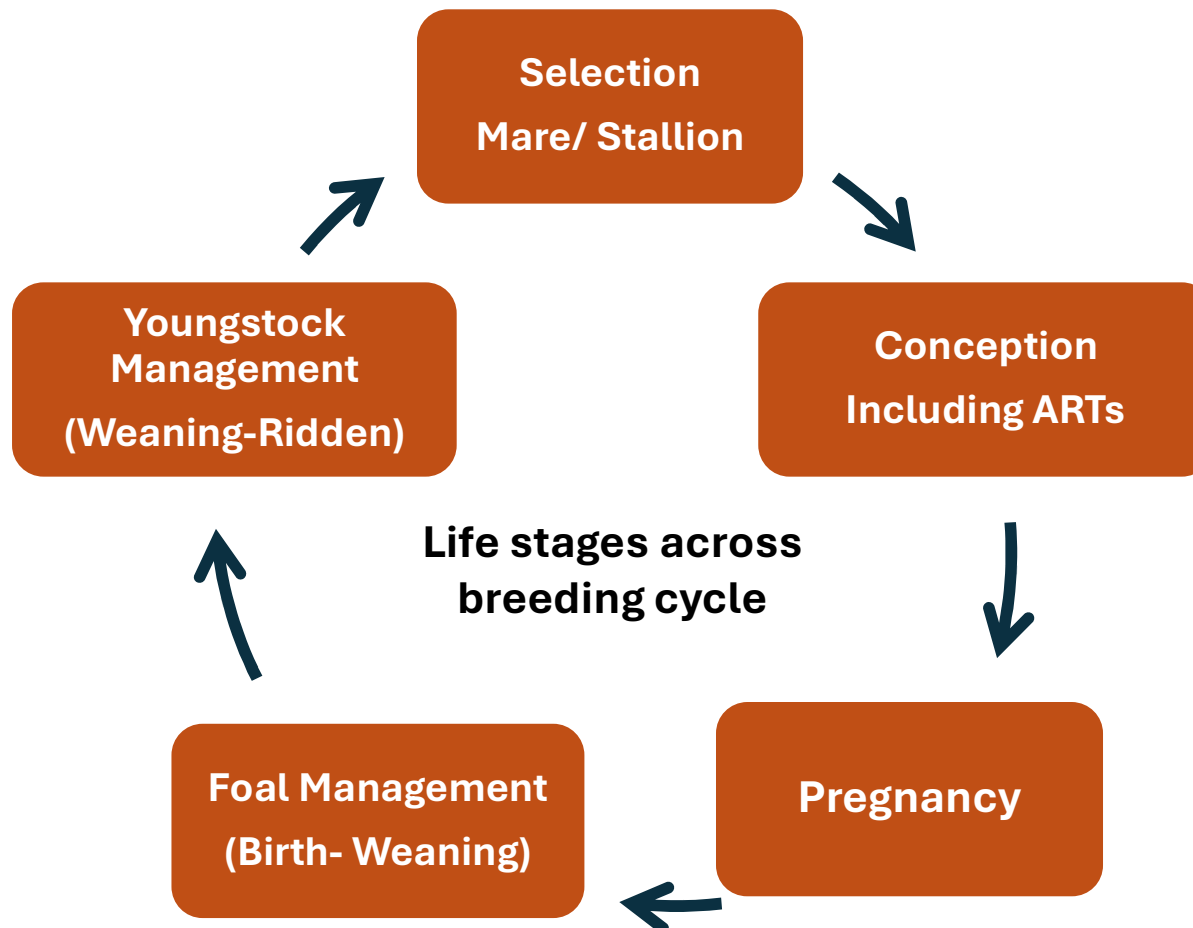 Selection
Mare/ Stallion
Conception
Including ARTs
Pregnancy
Foal Management
(Birth- Weaning)
Youngstock
Management
(Weaning-Ridden)
Life stages across
breeding cycle